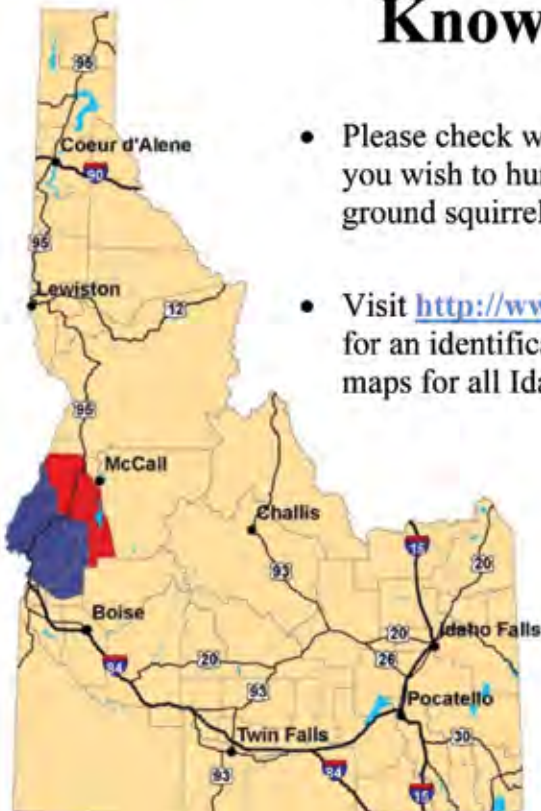 Know
• Please check w
you wish to hun
ground squirrel
• Visit http://ww
for an identifica
maps for all Ida
95
Coeur d'Alene
90
95
Lewiston
12
95
McCall
Challis
15
20
93
Boise
Idaho Falls
20
26
84
20
93
Pocatello
30
Twin Falls
84
93
15